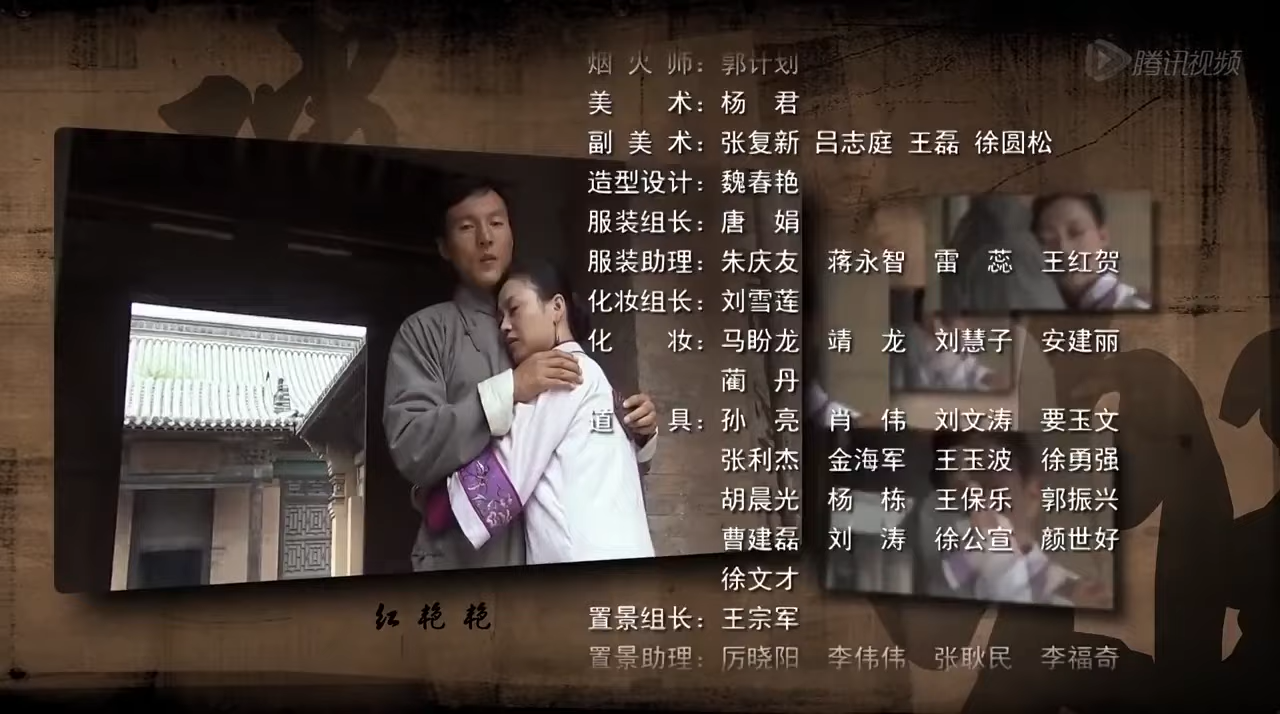 腾讯视频
烟火师：郭计划
美术：杨君
副美术：张复新 吕志庭 王磊 徐圆松
造型设计：魏春艳
服装组长：唐娟
服装助理：朱庆友 蒋永智 雷蕊 王红贺
化妆组长：刘雪莲
化妆：马盼龙 靖龙 刘慧子 安建丽
蔺丹
道具：孙亮 肖伟 刘文涛 要玉文
张利杰 金海军 王玉波 徐勇强
胡晨光 杨栋 王保乐 郭振兴
曹建磊 刘涛 徐公宣 颜世好
徐文才
红艳艳
置景组长：王宗军
置景助理：厉晓阳 李伟伟 张耿民 李福奇